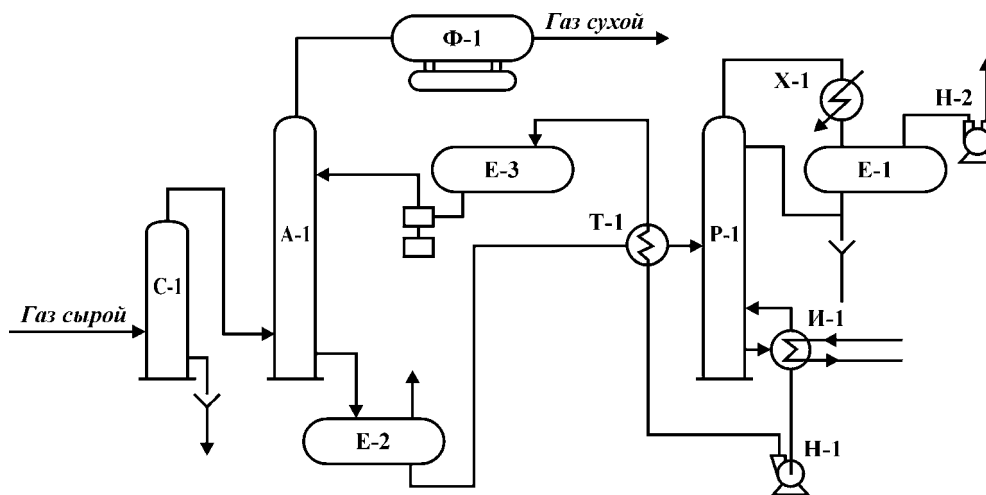 Ф-1
Газ сухой
Х-1
Н-2
Е-3
Е-1
Т-1
А-1
Р-1
С-1
Газ сырой
И-1
Е-2
Н-1